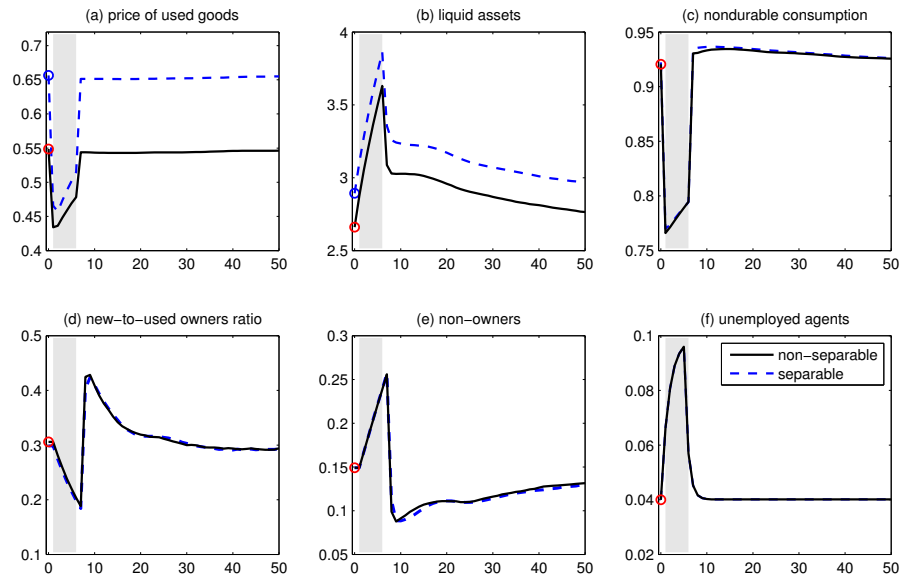 (a) price of used goods
0.7
0.65
0.6
0.55
0.5
0.45
0.4
0 10 20 30 40 50
(b) liquid assets
4
3.5
3
2.5
0 10 20 30 40 50
(c) nondurable consumption
0.95
0.9
0.85
0.8
0.75
0 10 20 30 40 50
(d) new−to−used owners ratio
0.5
0.4
0.3
0.2
0.1
0 10 20 30 40 50
(e) non−owners
0.3
0.25
0.2
0.15
0.10
0.05
0 10 20 30 40 50
(f) unemployed agents
0.1
0.08
0.06
0.04
0.02
0 10 20 30 40 50
non−separable
separable